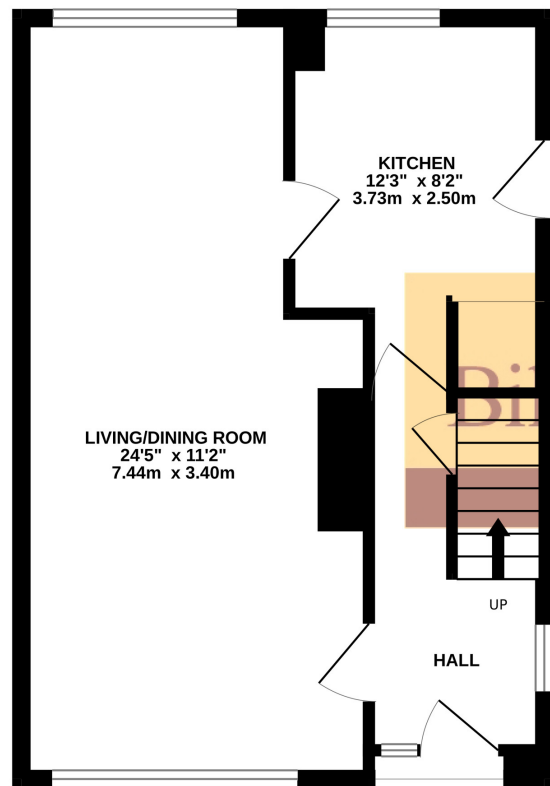 KITCHEN
12'3" x 8'2"
3.73m x 2.50m
LIVING/DINING ROOM
24'5" x 11'2"
7.44m x 3.40m
UP
HALL